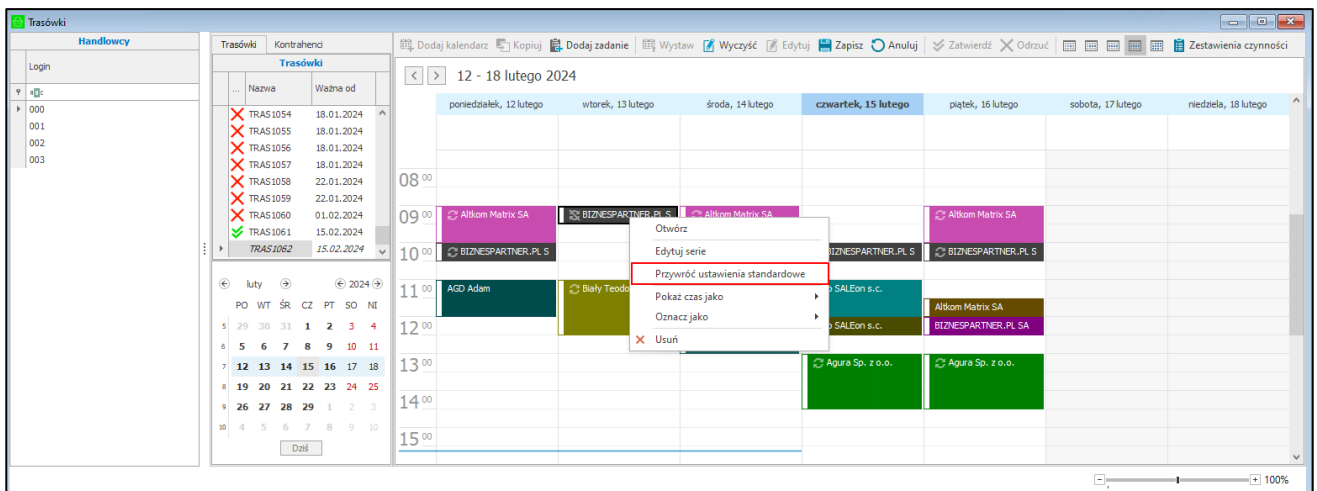 Trasówki
Handlowcy
Login
000
001
002
003
Trasówki Kontrahenci
Trasówki
... Nazwa Ważna od
TRAS1054 18.01.2024
TRAS1055 18.01.2024
TRAS1056 18.01.2024
TRAS1057 18.01.2024
TRAS1058 22.01.2024
TRAS1059 22.01.2024
TRAS1060 01.02.2024
TRAS1061 15.02.2024
TRAS1062 15.02.2024
luty 2024
PO WT ŚR CZ PT SO NI
5 29 30 31 1 2 3 4
6 5 6 7 8 9 10 11
7 12 13 14 15 16 17 18
8 19 20 21 22 23 24 25
9 26 27 28 29 1 2 3
10 4 5 6 7 8 9 10
Dziś
Dodaj kalendarz Kopiuj Dodaj zadanie Wystaw Wyczyść Edytuj Zapisz Anuluj Zatwierdź Odrzuć Zestawienia czynności
12 - 18 lutego 2024
poniedziałek, 12 lutego wtorek, 13 lutego środa, 14 lutego czwartek, 15 lutego piątek, 16 lutego sobota, 17 lutego niedziela, 18 lutego
08 00
09 00 Altkom Matrix SA BIZNESPARTNER.PL S Altkom Matrix SA Altkom Matrix SA
Otwórz
10 00 BIZNESPARTNER.PL S Edytuj serie BIZNESPARTNER.PL S BIZNESPARTNER.PL S
Przywróć ustawienia standardowe
11 00 AGD Adam Biały Teodo Pokaż czas jako SALEon s.c.
Oznacz jako Altkom Matrix SA
12 00 SALEon s.c. BIZNESPARTNER.PL SA
Usuń
13 00 Agura Sp. z o.o. Agura Sp. z o.o.
14 00
15 00
100%